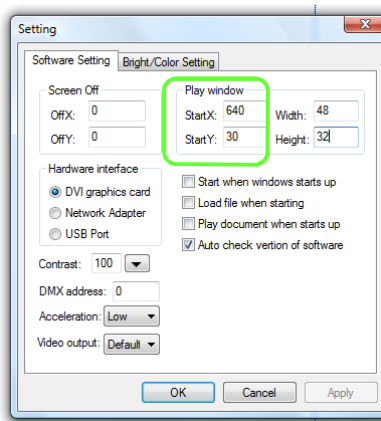 Setting
Software Setting Bright/Color Setting
Screen Off
OffX: 0
OffY: 0
Play window
StartX: 640 Width: 48
StartY: 30 Height: 32
Hardware interface
DVI graphics card
Network Adapter
USB Port
Start when windows starts up
Load file when starting
Play document when starts up
Auto check vertion of software
Contrast: 100
DMX address: 0
Acceleration: Low
Video output: Default
OK Cancel Apply